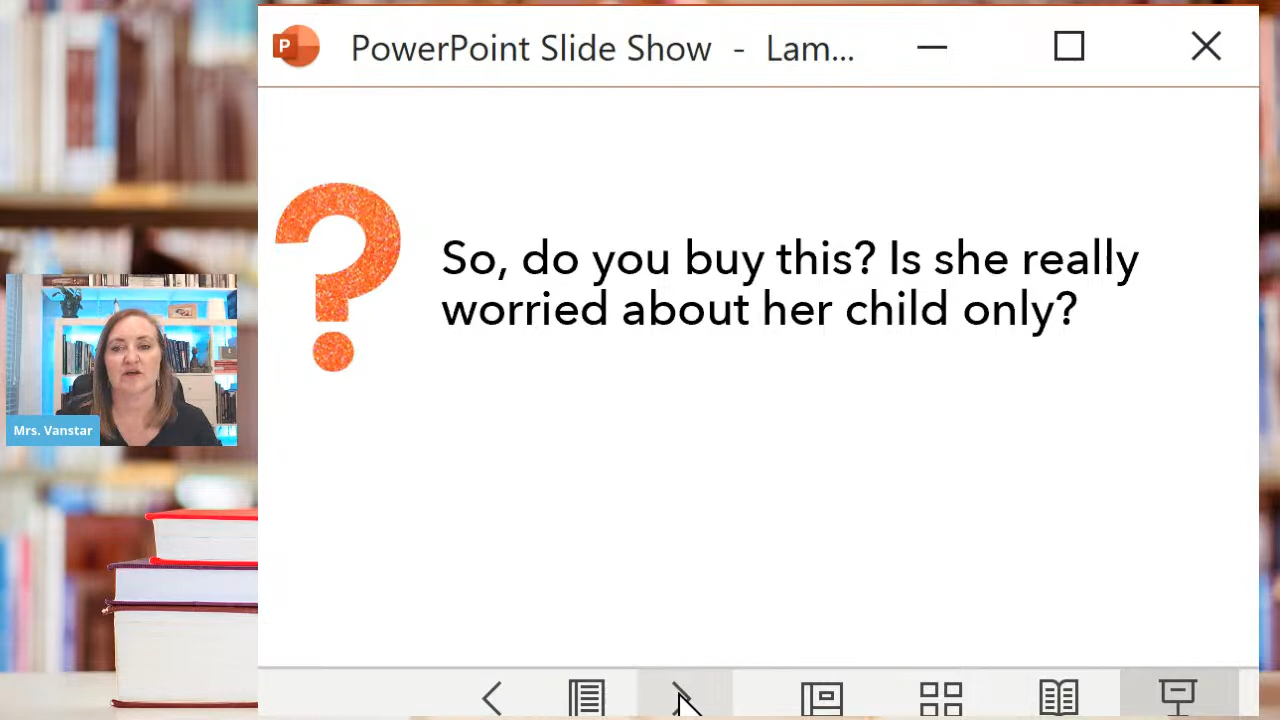 P
PowerPoint Slide Show - Lam...
?
So, do you buy this? Is she really
worried about her child only?
Mrs. Vanstar